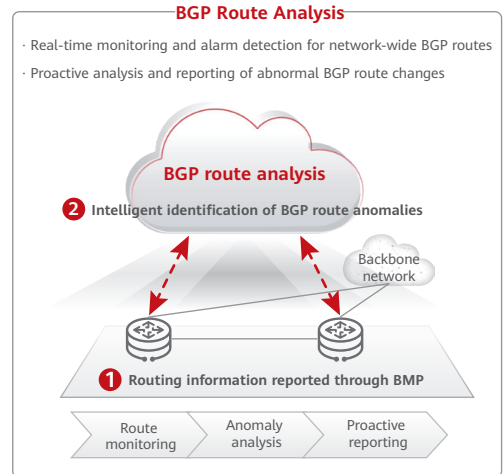 BGP Route Analysis
· Real-time monitoring and alarm detection for network-wide BGP routes
· Proactive analysis and reporting of abnormal BGP route changes
BGP route analysis
2 Intelligent identification of BGP route anomalies
Backbone
network
1 Routing information reported through BMP
Route
monitoring
Anomaly
analysis
Proactive
reporting